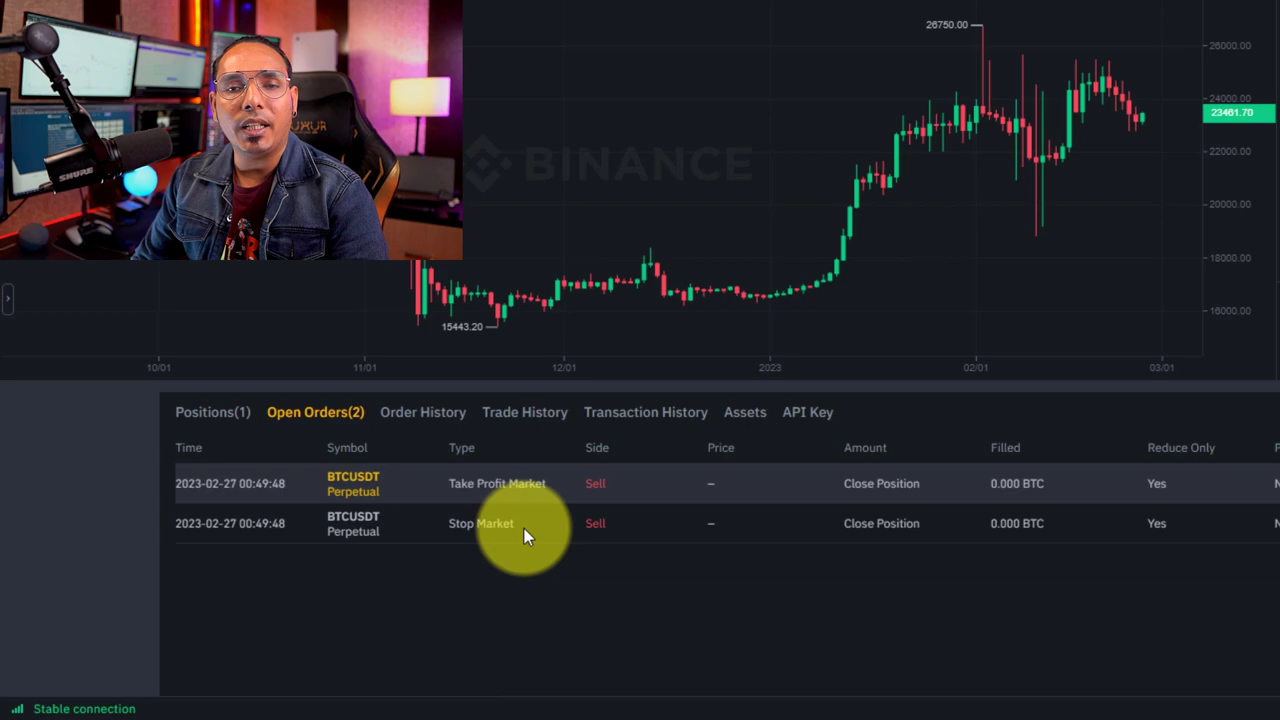 26750.00
26000.00
24000.00
23461.70
SHURE
BINANCE
22000.00
20000.00
18000.00
15443.20
16000.00
10/01 11/01 12/01 2023 02/01 03/01
Positions(1) Open Orders(2) Order History Trade History Transaction History Assets API Key
Time Symbol Type Side Price Amount Filled Reduce Only
2023-02-27 00:49:48 BTCUSDT Perpetual Take Profit Market Sell – Close Position 0.000 BTC Yes
2023-02-27 00:49:48 BTCUSDT Perpetual Stop Market Sell – Close Position 0.000 BTC Yes
Stable connection